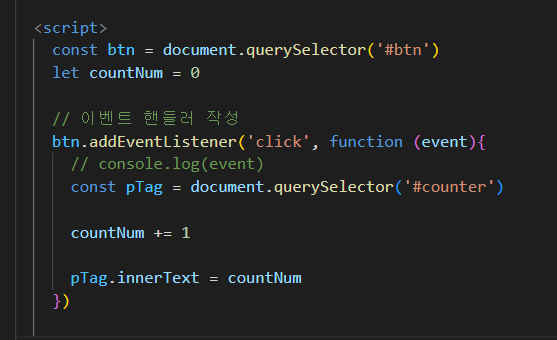 <script>
const btn = document.querySelector('#btn')
let countNum = 0
// 이벤트 핸들러 작성
btn.addEventListener('click', function (event){
// console.log(event)
const pTag = document.querySelector('#counter')
countNum += 1
pTag.innerText = countNum
})